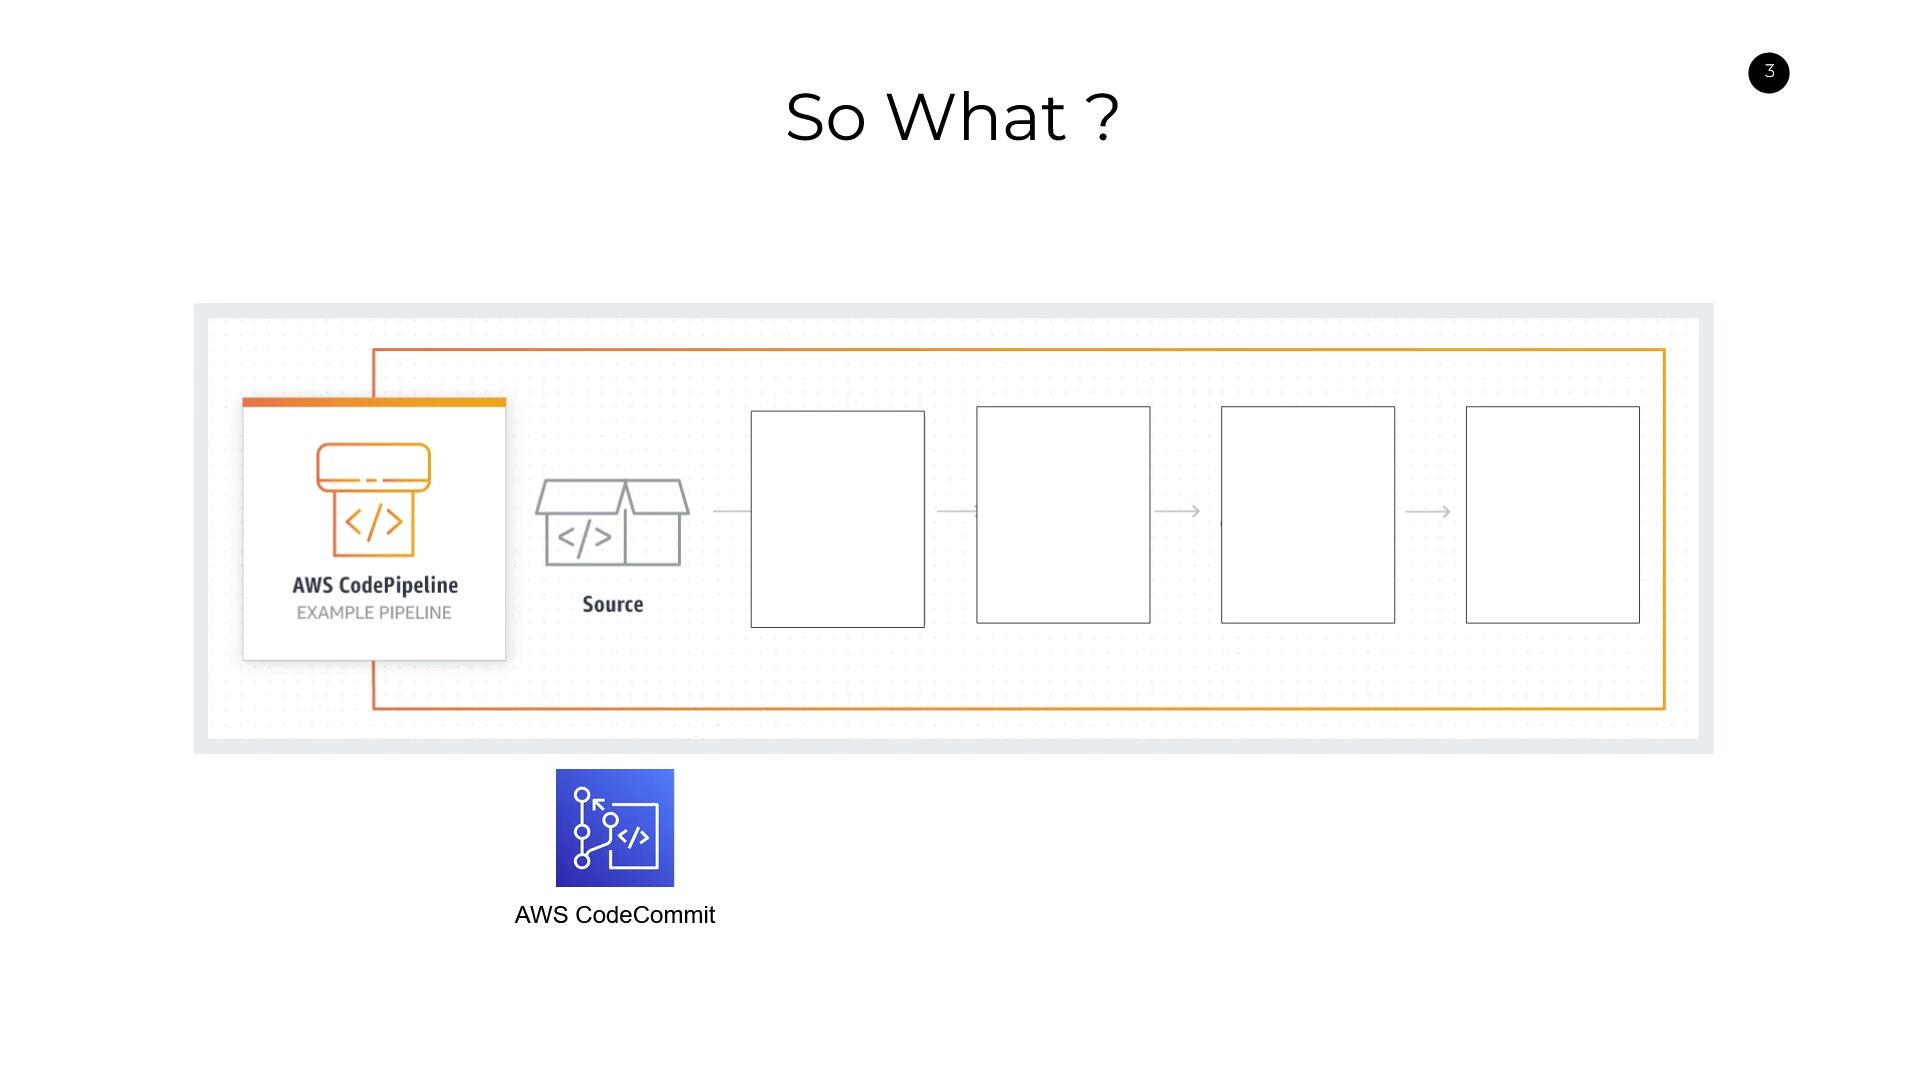 3
So What ?
</>
AWS CodePipeline
EXAMPLE PIPELINE
</>
Source
</>
AWS CodeCommit